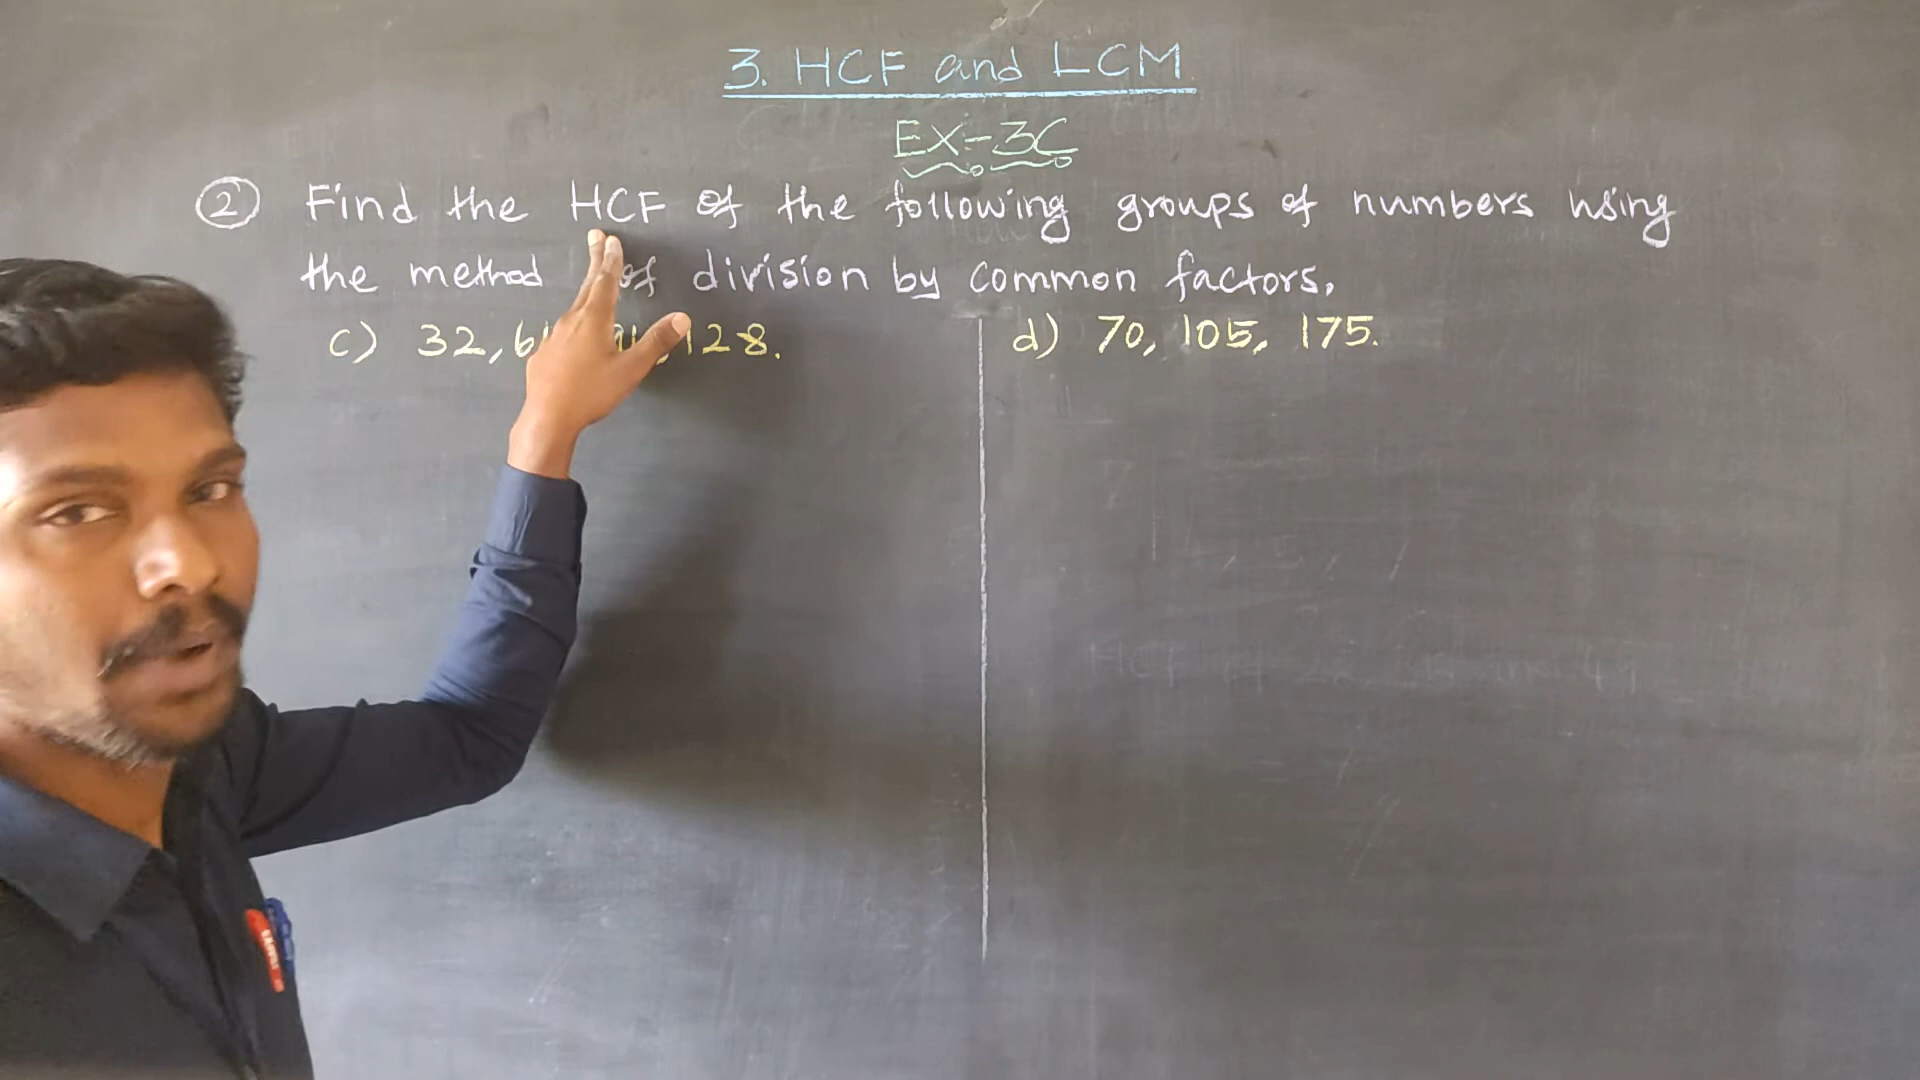 3. HCF and LCM
EX-3C
2 Find the HCF of the following groups of numbers using
the method of division by common factors.
c) 32, 128.
d) 70, 105, 175.